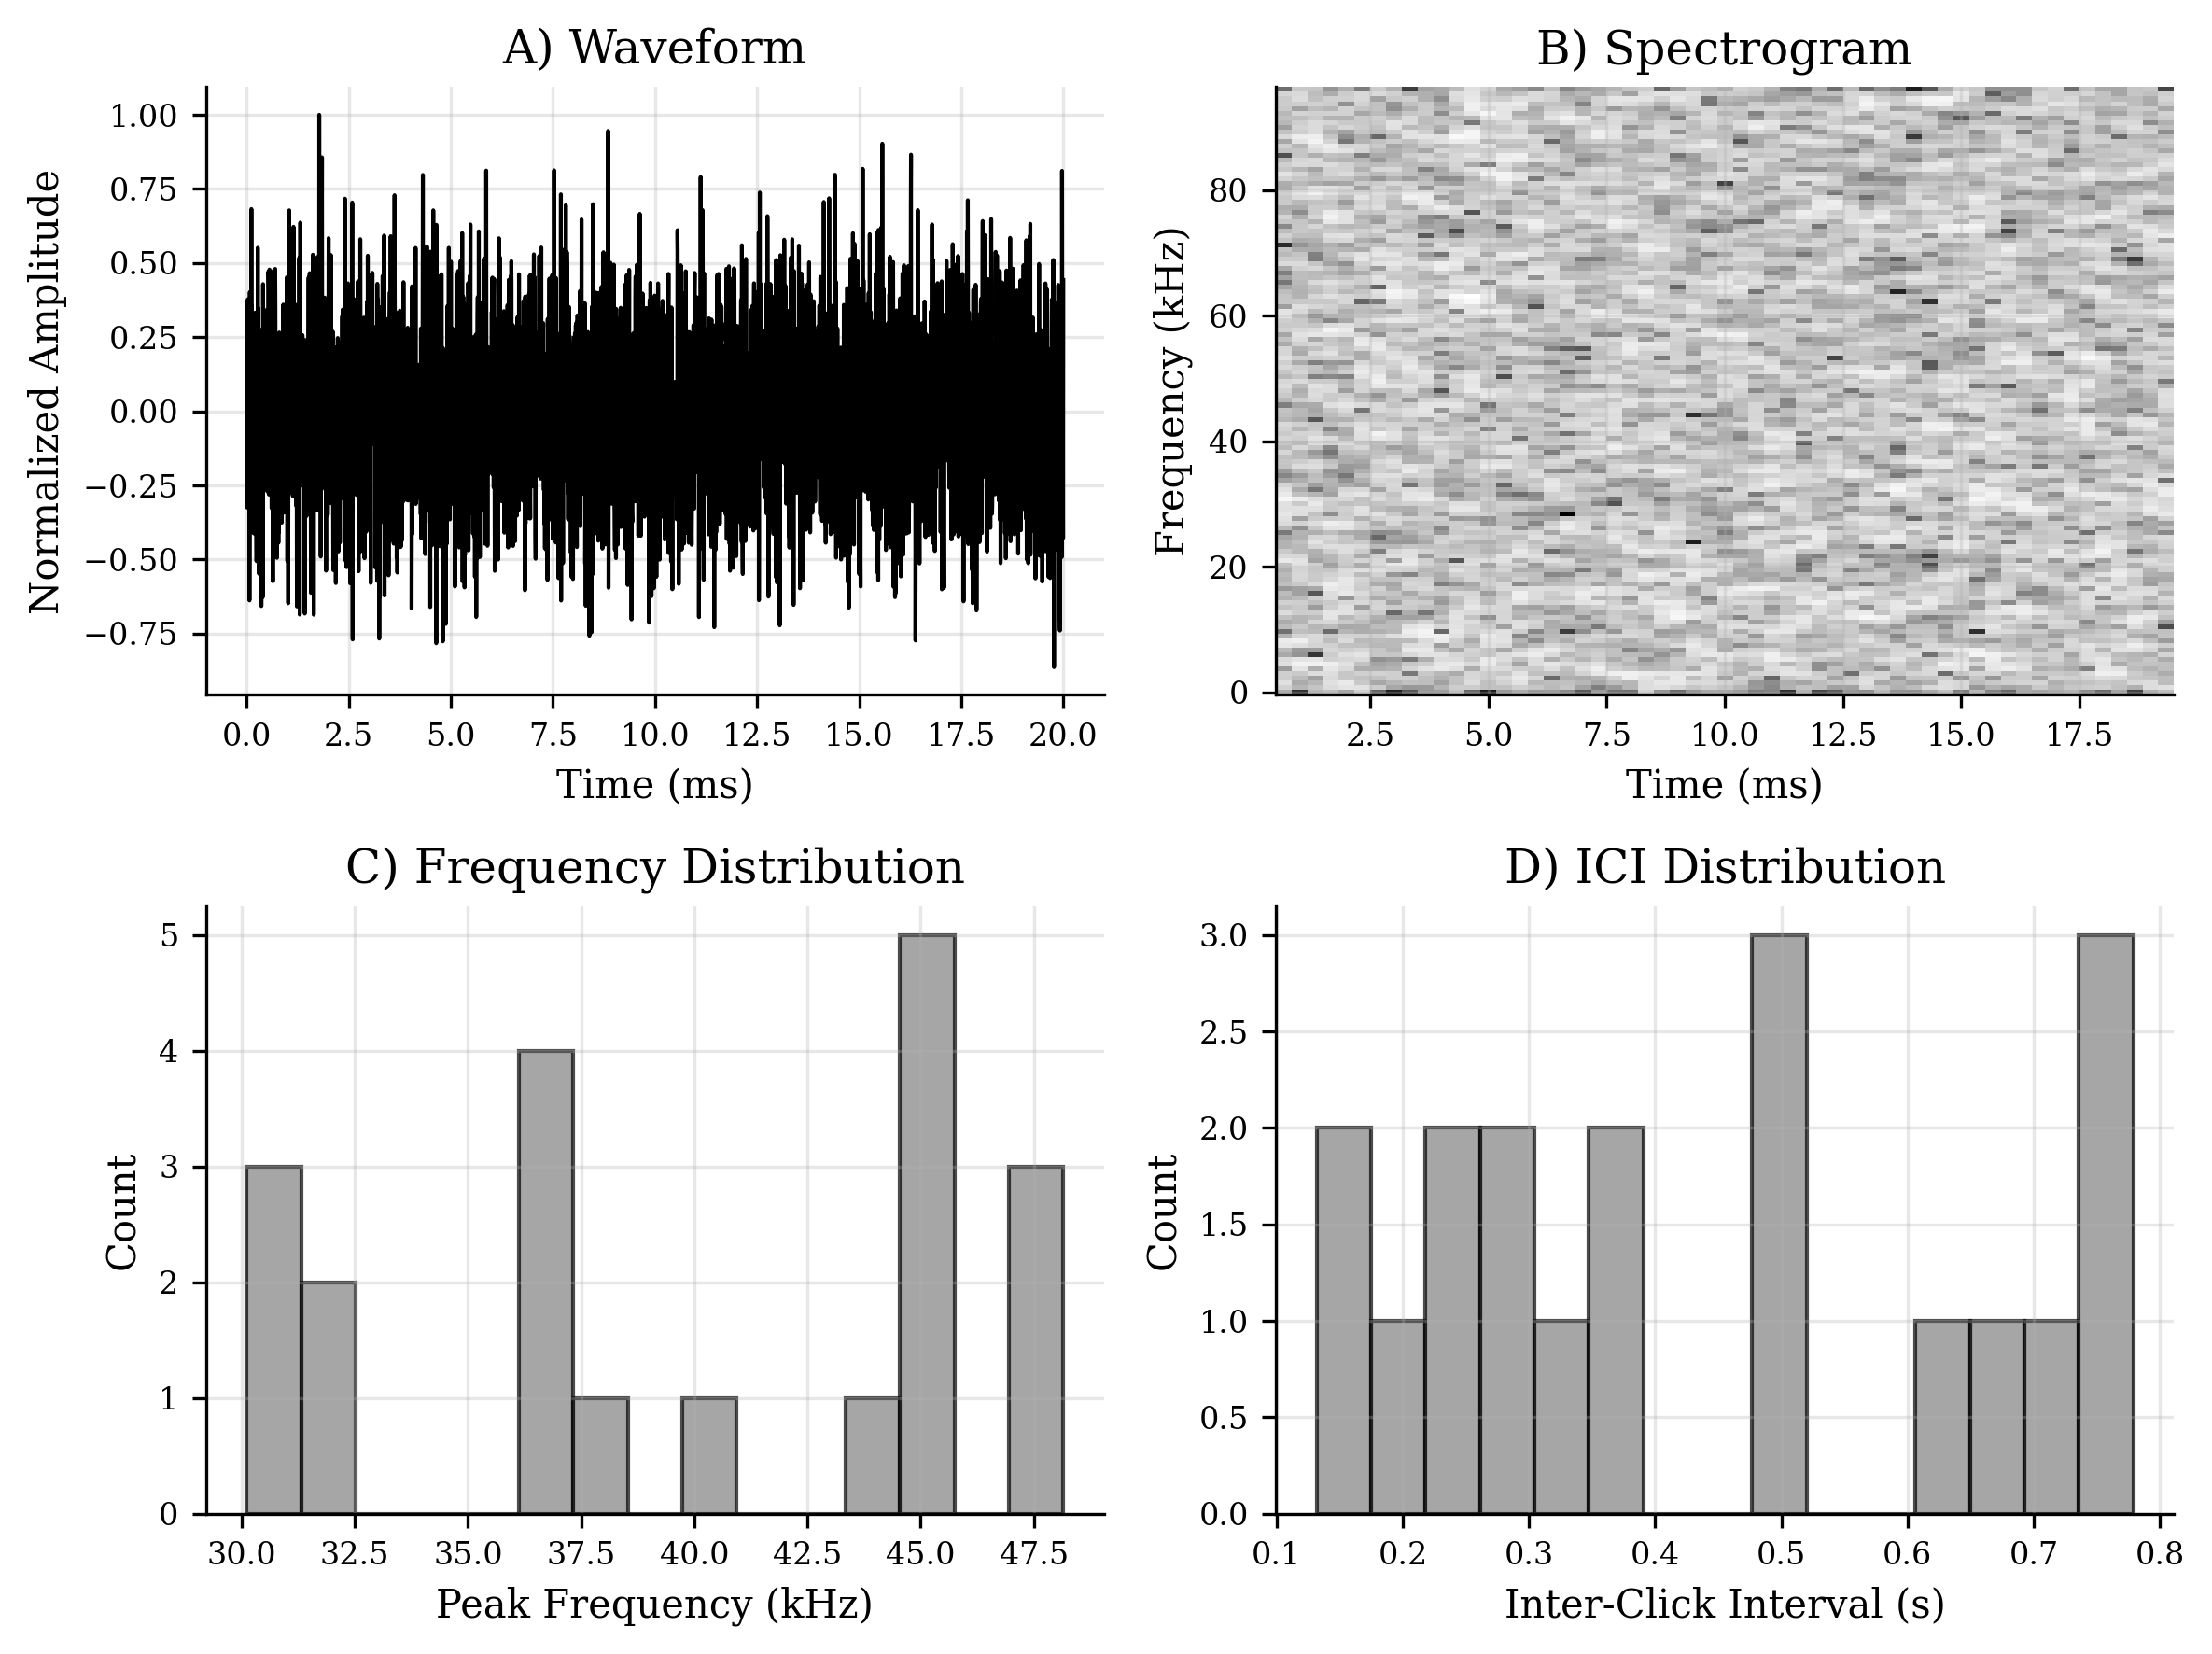 A) Waveform
1.00
0.75
0.50
0.25
0.00
−0.25
−0.50
−0.75
Normalized Amplitude
0.0 2.5 5.0 7.5 10.0 12.5 15.0 17.5 20.0
Time (ms)
B) Spectrogram
80
60
40
20
0
Frequency (kHz)
2.5 5.0 7.5 10.0 12.5 15.0 17.5
Time (ms)
C) Frequency Distribution
5
4
3
2
1
0
Count
30.0 32.5 35.0 37.5 40.0 42.5 45.0 47.5
Peak Frequency (kHz)
D) ICI Distribution
3.0
2.5
2.0
1.5
1.0
0.5
0.0
Count
0.1 0.2 0.3 0.4 0.5 0.6 0.7 0.8
Inter-Click Interval (s)